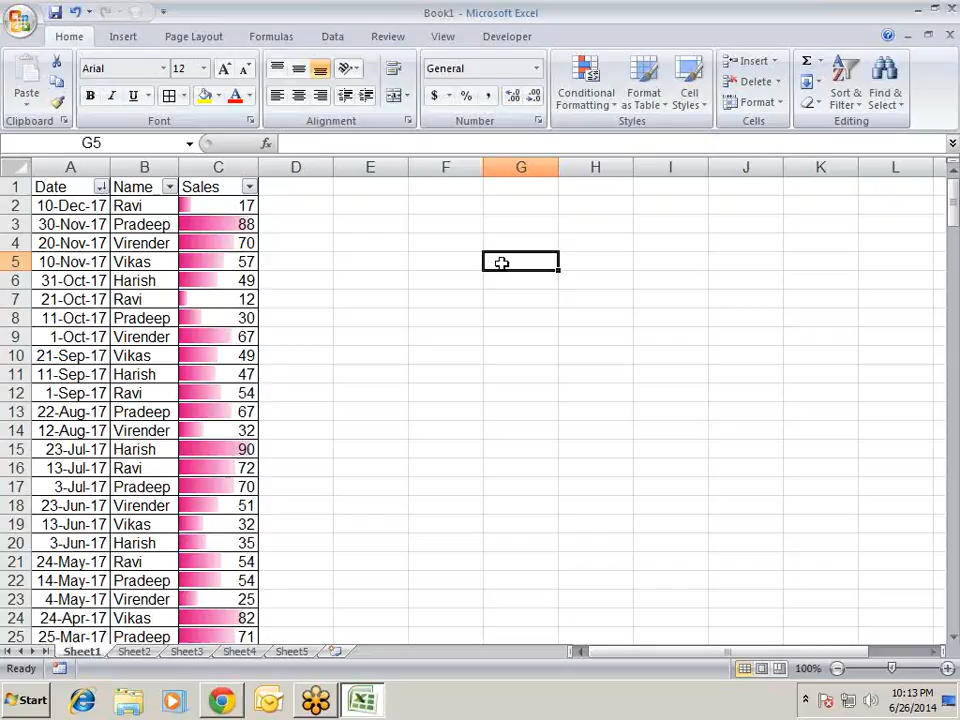 Book1 - Microsoft Excel
Home Insert Page Layout Formulas Data Review View Developer
Paste
Arial 12
B I U
General
$ % ,
Conditional Formatting
Format as Table
Cell Styles
Insert
Delete
Format
Sort & Filter
Find & Select
Clipboard Font Alignment Number Styles Cells Editing
G5 fx
A B C D E F G H I J K L
1 Date Name Sales
2 10-Dec-17 Ravi 17
3 30-Nov-17 Pradeep 88
4 20-Nov-17 Virender 70
5 10-Nov-17 Vikas 57
6 31-Oct-17 Harish 49
7 21-Oct-17 Ravi 12
8 11-Oct-17 Pradeep 30
9 1-Oct-17 Virender 67
10 21-Sep-17 Vikas 49
11 11-Sep-17 Harish 47
12 1-Sep-17 Ravi 54
13 22-Aug-17 Pradeep 67
14 12-Aug-17 Virender 32
15 23-Jul-17 Harish 90
16 13-Jul-17 Ravi 72
17 3-Jul-17 Pradeep 70
18 23-Jun-17 Virender 51
19 13-Jun-17 Vikas 32
20 3-Jun-17 Harish 35
21 24-May-17 Ravi 54
22 14-May-17 Pradeep 54
23 4-May-17 Virender 25
24 24-Apr-17 Vikas 82
25 25-Mar-17 Pradeep 71
Sheet1 Sheet2 Sheet3 Sheet4 Sheet5
Ready 100%
Start
10:13 PM
6/26/2014